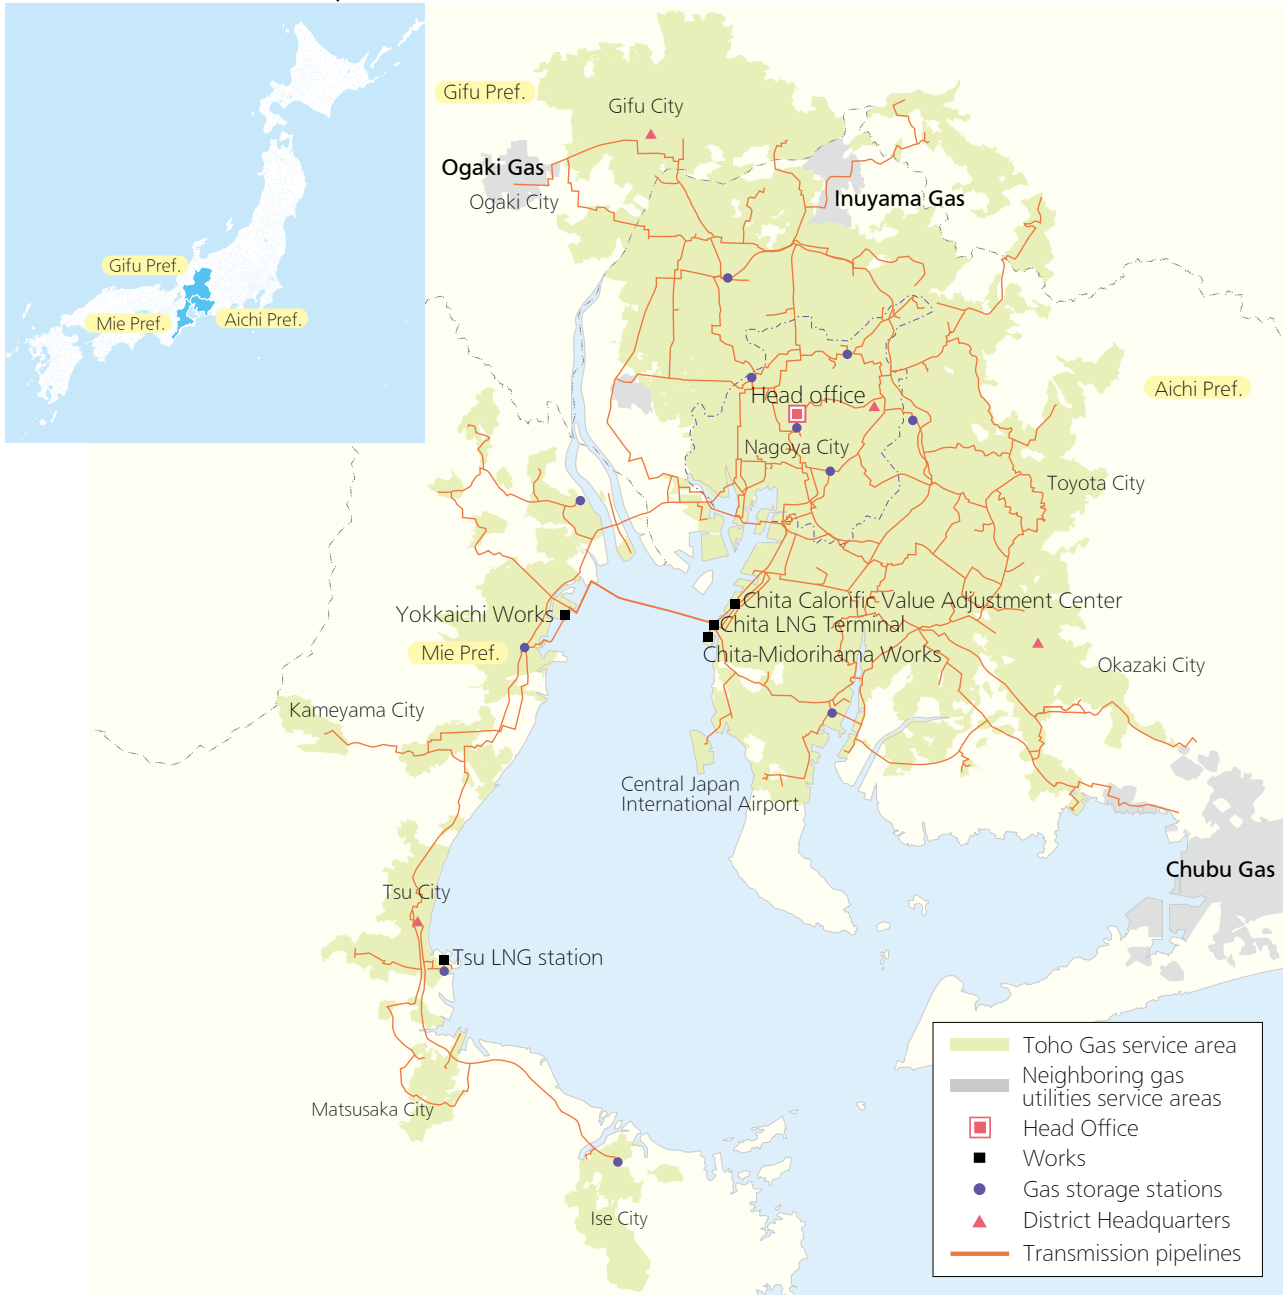 Gifu Pref.
Mie Pref.
Aichi Pref.
Gifu Pref.
Gifu City
Ogaki Gas
Ogaki City
Inuyama Gas
Aichi Pref.
Head office
Nagoya City
Toyota City
Chita Calorific Value Adjustment Center
Yokkaichi Works
Chita LNG Terminal
Mie Pref.
Chita-Midorihama Works
Okazaki City
Kameyama City
Central Japan
International Airport
Chubu Gas
Tsu City
Tsu LNG station
Matsusaka City
Ise City
Toho Gas service area
Neighboring gas
utilities service areas
Head Office
Works
Gas storage stations
District Headquarters
Transmission pipelines